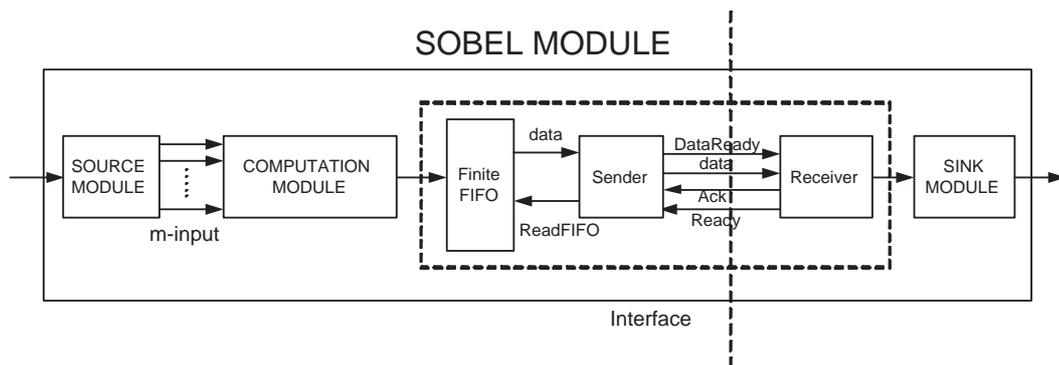 SOBEL MODULE
SOURCE
MODULE
m-input
COMPUTATION
MODULE
Finite
FIFO
data
ReadFIFO
Sender
DataReady
data
Ack
Ready
Receiver
SINK
MODULE
Interface